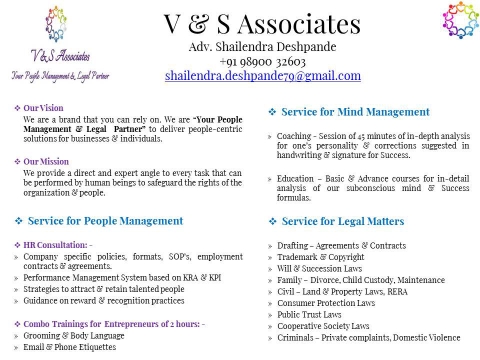 V & S Associates
Adv. Shailendra Deshpande
+91 98900 32603
shailendra.deshpande79@gmail.com
V & S Associates
Your People Management & Legal Partner
Our Vision
We are a brand that you can rely on. We are “Your People
Management & Legal Partner” to deliver people-centric
solutions for businesses & individuals.
Our Mission
We provide a direct and expert angle to every task that can
be performed by human beings to safeguard the rights of the
organization & people.
Service for People Management
HR Consultation: -
Company specific policies, formats, SOP's, employment
contracts & agreements.
Performance Management System based on KRA & KPI
Strategies to attract & retain talented people
Guidance on reward & recognition practices
Combo Trainings for Entrepreneurs of 2 hours: -
Grooming & Body Language
Email & Phone Etiquettes
Service for Mind Management
Coaching – Session of 45 minutes of in-depth analysis
for one's personality & corrections suggested in
handwriting & signature for Success.
Education – Basic & Advance courses for in-detail
analysis of our subconscious mind & Success
formulas.
Service for Legal Matters
Drafting – Agreements & Contracts
Trademark & Copyright
Will & Succession Laws
Family – Divorce, Child Custody, Maintenance
Civil – Land & Property Laws, RERA
Consumer Protection Laws
Public Trust Laws
Cooperative Society Laws
Criminals – Private complaints, Domestic Violence